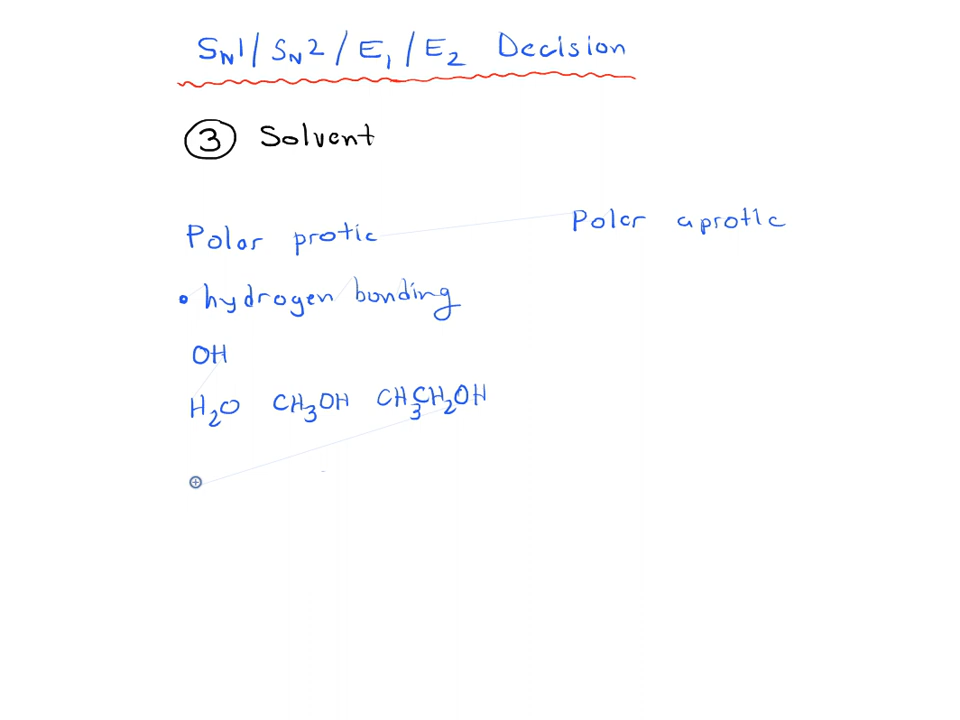 SN1 / SN2 / E1 / E2 Decision
3 Solvent
Polar protic Polar aprotic
• hydrogen bonding
OH
H2O CH3OH CH3CH2OH